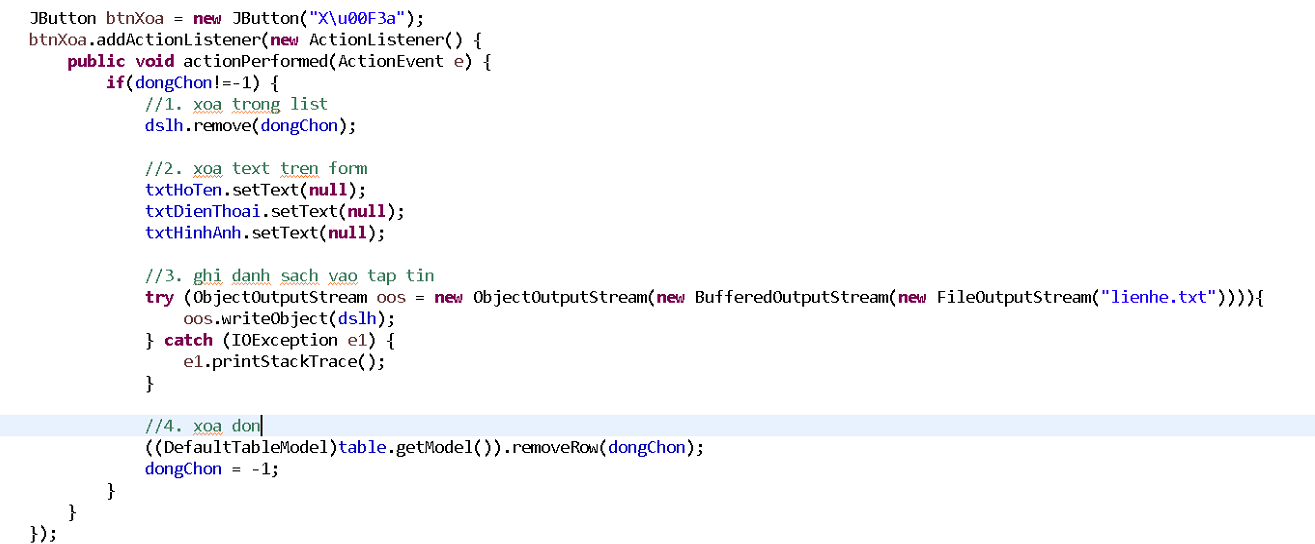 JButton btnXoa = new JButton("X\u00F3a");
btnXoa.addActionListener(new ActionListener() {
public void actionPerformed(ActionEvent e) {
if(dongChon!=-1) {
//1. xoa trong list
dslh.remove(dongChon);
//2. xoa text tren form
txtHoTen.setText(null);
txtDienThoai.setText(null);
txtHinhAnh.setText(null);
//3. ghi danh sach vao tap tin
try (ObjectOutputStream oos = new ObjectOutputStream(new BufferedOutputStream(new FileOutputStream("lienhe.txt")))){
oos.writeObject(dslh);
} catch (IOException e1) {
e1.printStackTrace();
}
//4. xoa don
((DefaultTableModel)table.getModel()).removeRow(dongChon);
dongChon = -1;
}
}
});